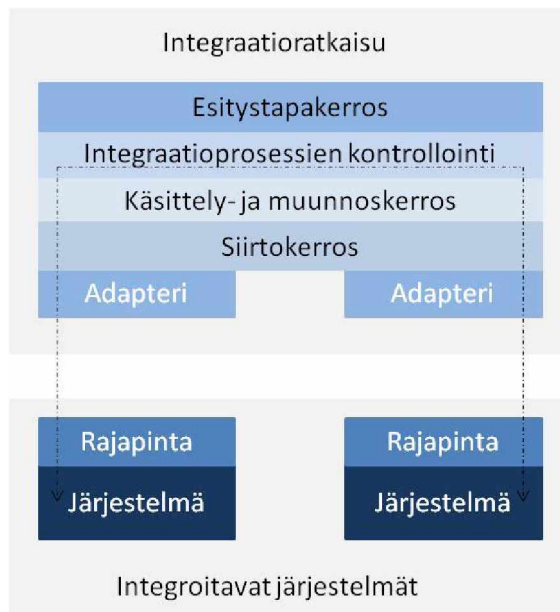 Integraatioratkaisu
Esitystapakerros
Integraatioprosessien kontrollointi
Käsittely- ja muunnoskerros
Siirtokerros
Adapteri Adapteri
Rajapinta Rajapinta
Järjestelmä Järjestelmä
Integroitavat järjestelmät